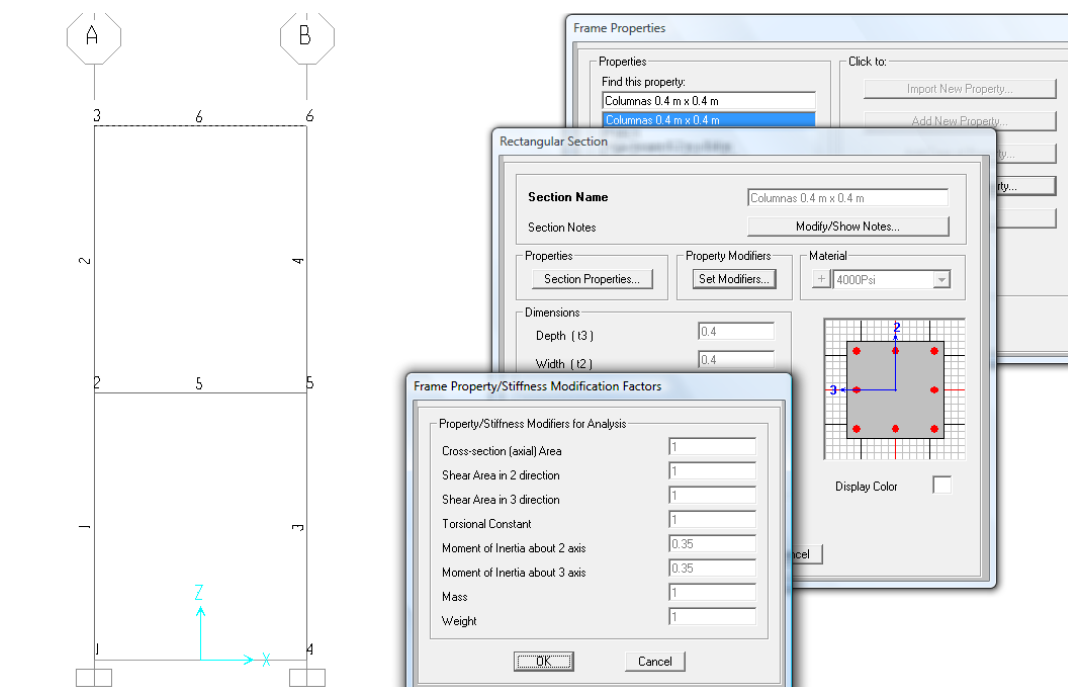 A
B
3
6
6
2
4
2
5
5
1
3
Z
X
1
4
Frame Properties
Properties
Find this property:
Columnas 0.4 m x 0.4 m
Columnas 0.4 m x 0.4 m
Click to:
Import New Property...
Add New Property...
ty...
rty...
Rectangular Section
Section Name
Columnas 0.4 m x 0.4 m
Section Notes
Modify/Show Notes...
Properties
Section Properties...
Property Modifiers
Set Modifiers...
Material
+
4000Psi
Dimensions
Depth ( t3 )
0.4
Width ( t2 )
0.4
2
3
Display Color
ncel
Frame Property/Stiffness Modification Factors
Property/Stiffness Modifiers for Analysis
Cross-section (axial) Area
1
Shear Area in 2 direction
1
Shear Area in 3 direction
1
Torsional Constant
1
Moment of Inertia about 2 axis
0.35
Moment of Inertia about 3 axis
0.35
Mass
1
Weight
1
OK
Cancel